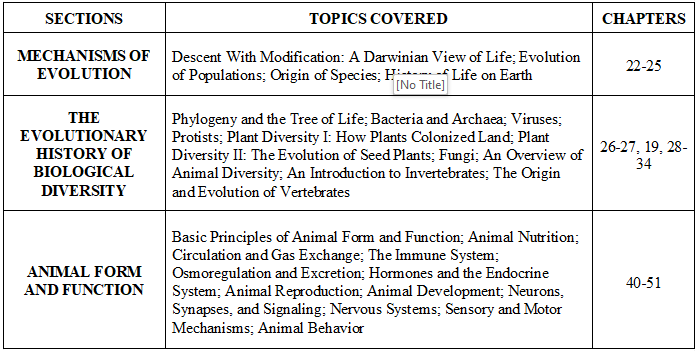 SECTIONS TOPICS COVERED CHAPTERS
MECHANISMS OF EVOLUTION
Descent With Modification: A Darwinian View of Life; Evolution
of Populations; Origin of Species; History of Life on Earth
[No Title]
22-25
THE
EVOLUTIONARY
HISTORY OF
BIOLOGICAL
DIVERSITY
Phylogeny and the Tree of Life; Bacteria and Archaea; Viruses;
Protists; Plant Diversity I: How Plants Colonized Land; Plant
Diversity II: The Evolution of Seed Plants; Fungi; An Overview of
Animal Diversity; An Introduction to Invertebrates; The Origin
and Evolution of Vertebrates
26-27, 19, 28-
34
ANIMAL FORM
AND FUNCTION
Basic Principles of Animal Form and Function; Animal Nutrition;
Circulation and Gas Exchange; The Immune System;
Osmoregulation and Excretion; Hormones and the Endocrine
System; Animal Reproduction; Animal Development; Neurons,
Synapses, and Signaling; Nervous Systems; Sensory and Motor
Mechanisms; Animal Behavior
40-51